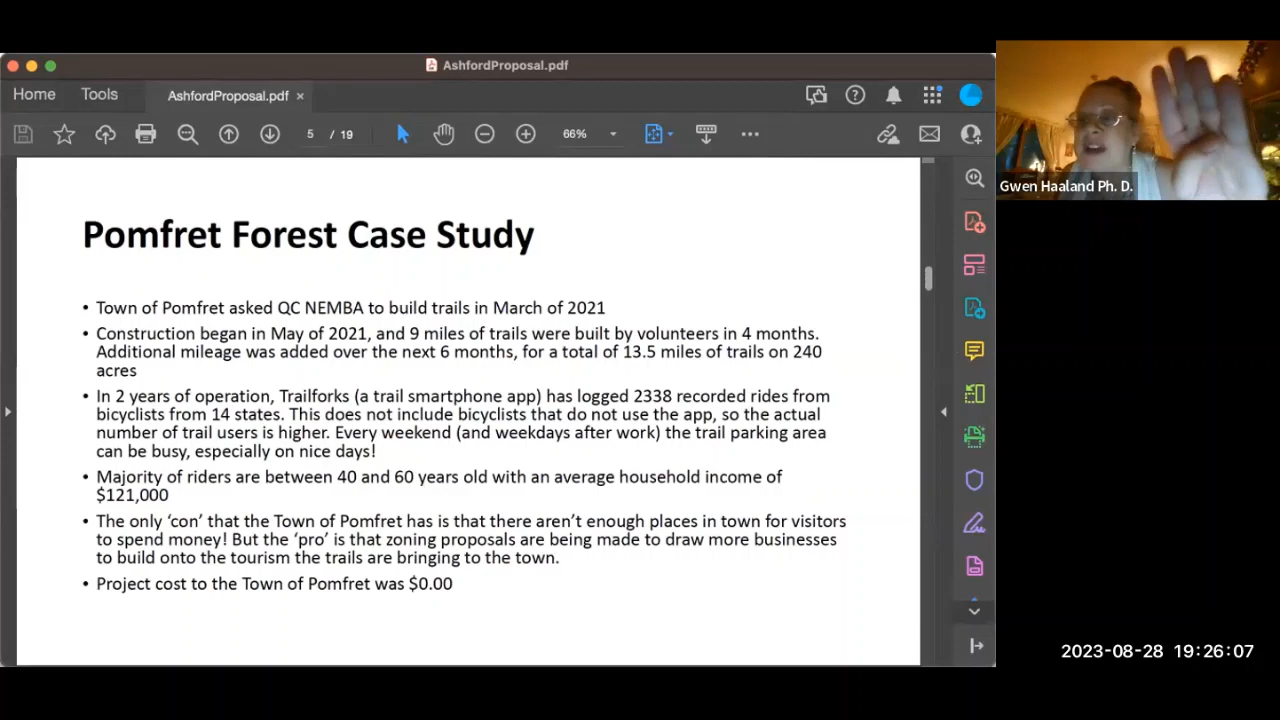 AshfordProposal.pdf
Home
Tools
AshfordProposal.pdf ×
5 / 19
66%
Pomfret Forest Case Study
• Town of Pomfret asked QC NEMBA to build trails in March of 2021
• Construction began in May of 2021, and 9 miles of trails were built by volunteers in 4 months.
Additional mileage was added over the next 6 months, for a total of 13.5 miles of trails on 240
acres
• In 2 years of operation, Trailforks (a trail smartphone app) has logged 2338 recorded rides from
bicyclists from 14 states. This does not include bicyclists that do not use the app, so the actual
number of trail users is higher. Every weekend (and weekdays after work) the trail parking area
can be busy, especially on nice days!
• Majority of riders are between 40 and 60 years old with an average household income of
$121,000
• The only ‘con’ that the Town of Pomfret has is that there aren’t enough places in town for visitors
to spend money! But the ‘pro’ is that zoning proposals are being made to draw more businesses
to build onto the tourism the trails are bringing to the town.
• Project cost to the Town of Pomfret was $0.00
Gwen Haaland Ph. D.
2023-08-28 19:26:07